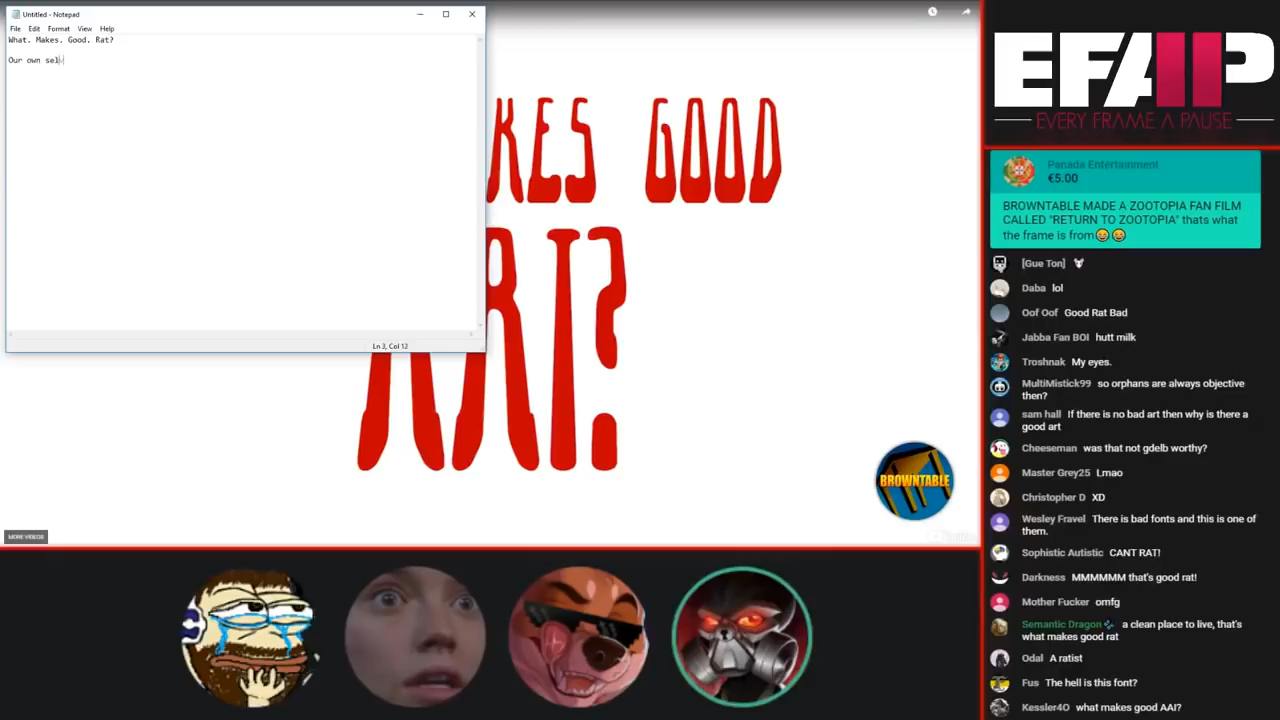 Untitled - Notepad
File Edit Format View Help
What. Makes. Good. Rat?
Our own sel
Ln 3, Col 12
KES GOOD
ART?
BROWNTABLE
MORE VIDEOS
EFAP
EVERY FRAME A PAUSE
Panada Entertainment
€5.00
BROWNTABLE MADE A ZOOTOPIA FAN FILM
CALLED "RETURN TO ZOOTOPIA" thats what
the frame is from😂😂
[Gue Ton] 🐭
Daba lol
Oof Oof Good Rat Bad
Jabba Fan BOI hutt milk
Troshnak My eyes.
MultiMistick99 so orphans are always objective
then?
sam hall If there is no bad art then why is there a
good art
Cheeseman was that not gdelb worthy?
Master Grey25 Lmao
Christopher D XD
Wesley Fravel There is bad fonts and this is one of
them.
Sophistic Autistic CANT RAT!
Darkness MMMMMM that's good rat!
Mother Fucker omfg
Semantic Dragon a clean place to live, that's
what makes good rat
Odal A ratist
Fus The hell is this font?
Kessler4O what makes good AAI?